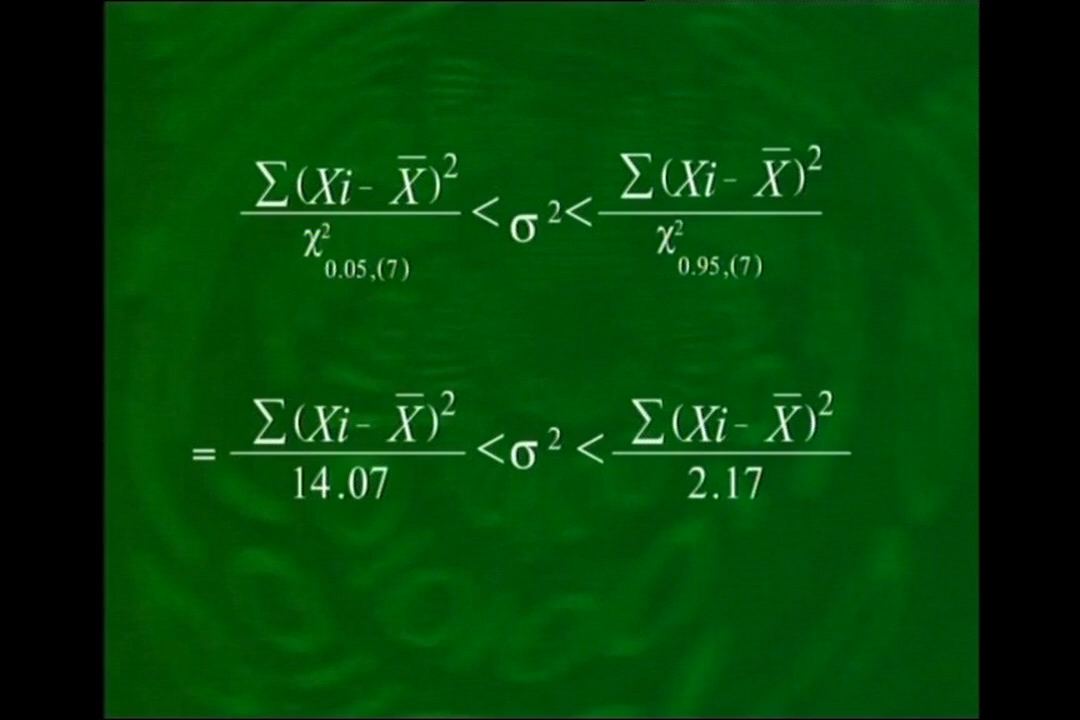 Σ(Xi - X̄)² / χ²0.05,(7) < σ² < Σ(Xi - X̄)² / χ²0.95,(7)
= Σ(Xi - X̄)² / 14.07 < σ² < Σ(Xi - X̄)² / 2.17